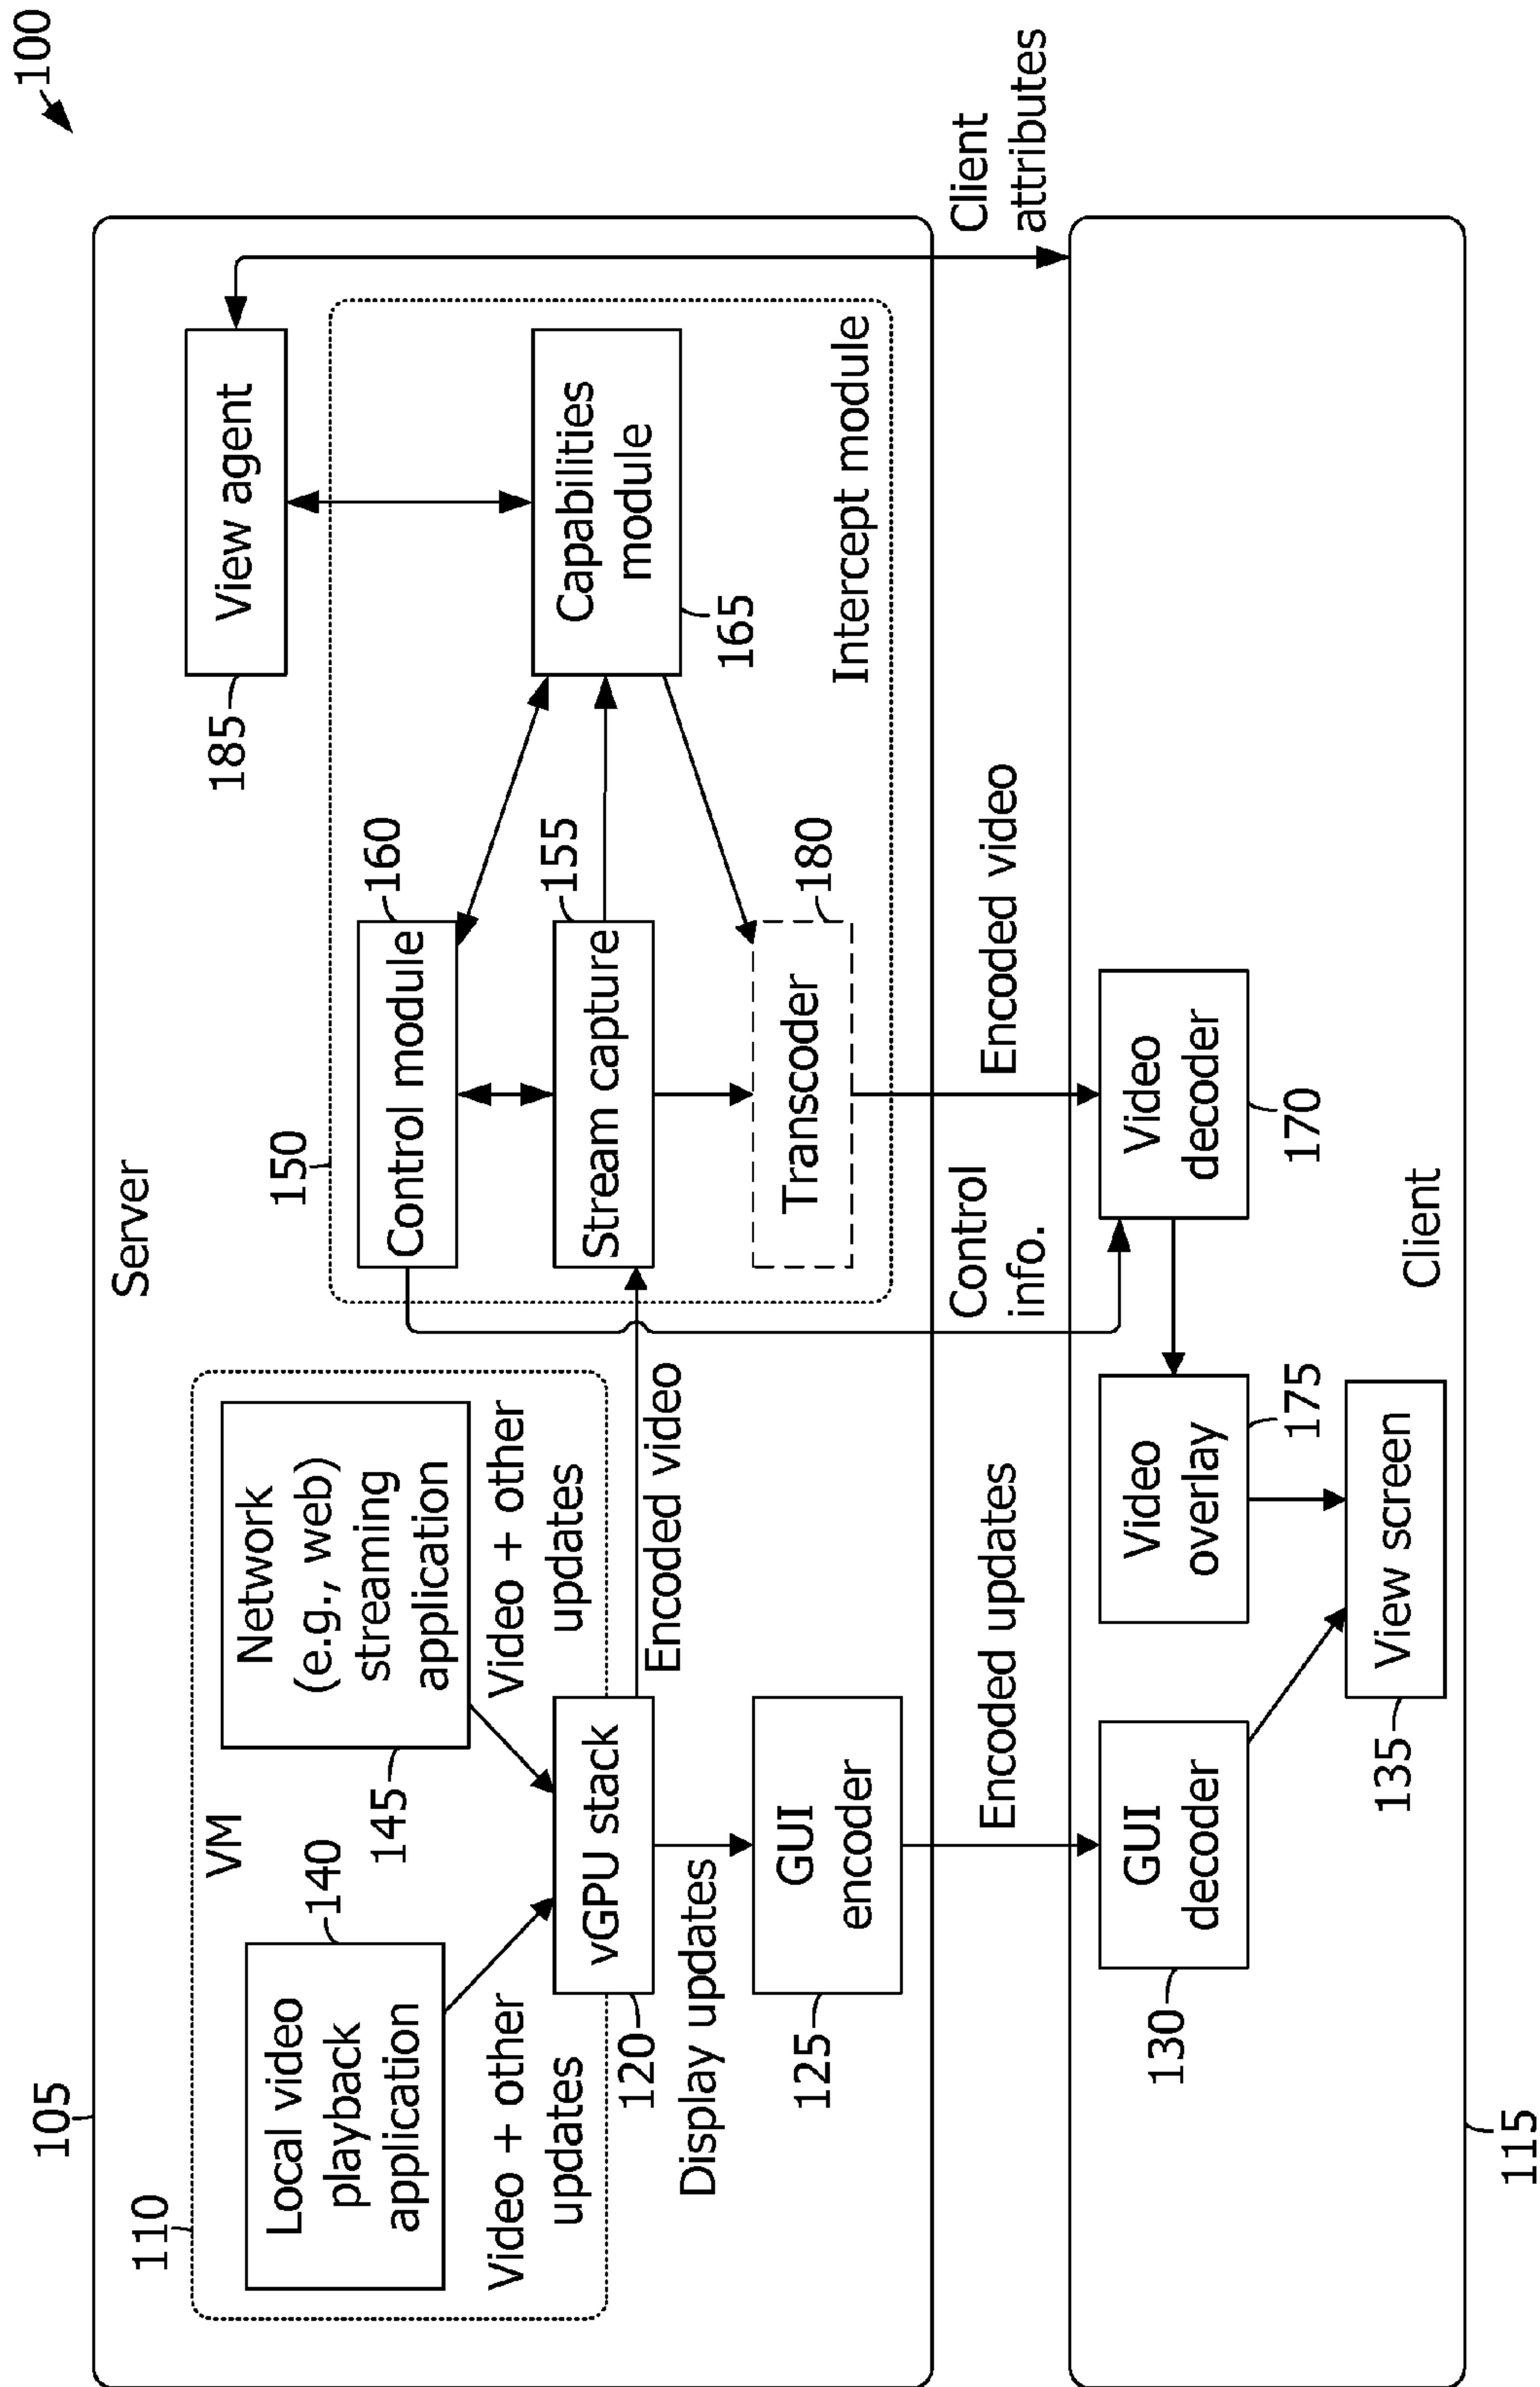 100
105
Server
110
VM
Local video
playback
application
140
Network
(e.g., web)
streaming
application
145
Video + other
updates
Video + other
updates
vGPU stack
120
Display updates
Encoded video
GUI
encoder
125
150
Control module
160
Stream capture
155
Transcoder
180
View agent
185
Capabilities
module
165
Intercept module
Encoded updates
Control
info.
Encoded video
Client
attributes
GUI
decoder
130
Video
overlay
175
Video
decoder
170
View screen
135
Client
115